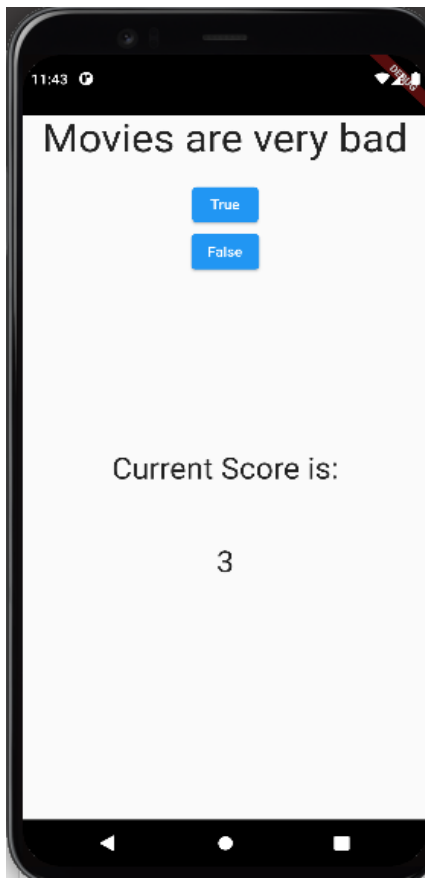 11:43
DEBUG
Movies are very bad
True
False
Current Score is:
3